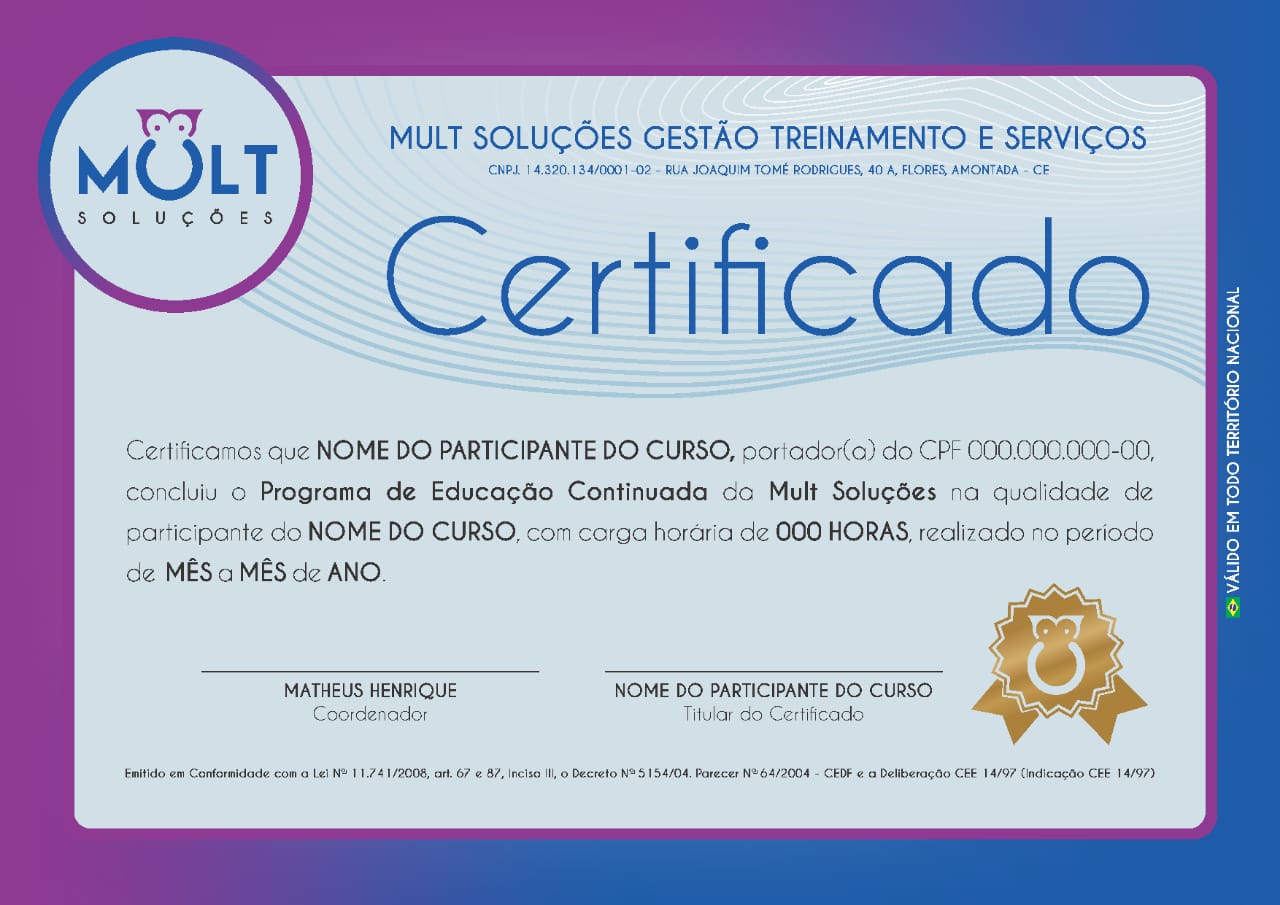 MULT
SOLUÇÕES
MULT SOLUÇÕES GESTÃO TREINAMENTO E SERVIÇOS
CNPJ. 14.320.134/0001-02 - RUA JOAQUIM TOMÉ RODRIGUES, 40 A, FLORES, AMONTADA - CE
Certificado
Certificamos que NOME DO PARTICIPANTE DO CURSO, portador(a) do CPF 000.000.000-00,
concluiu o Programa de Educação Continuada da Mult Soluções na qualidade de
participante do NOME DO CURSO, com carga horária de 000 HORAS, realizado no período
de MÊS a MÊS de ANO.
MATHEUS HENRIQUE
Coordenador
NOME DO PARTICIPANTE DO CURSO
Titular do Certificado
Emitido em Conformidade com a Lei Nº 11.741/2008, art. 67 e 87, Inciso III, o Decreto Nº 5154/04. Parecer Nº 64/2004 - CEDF e a Deliberação CEE 14/97 (Indicação CEE 14/97)
VÁLIDO EM TODO TERRITÓRIO NACIONAL